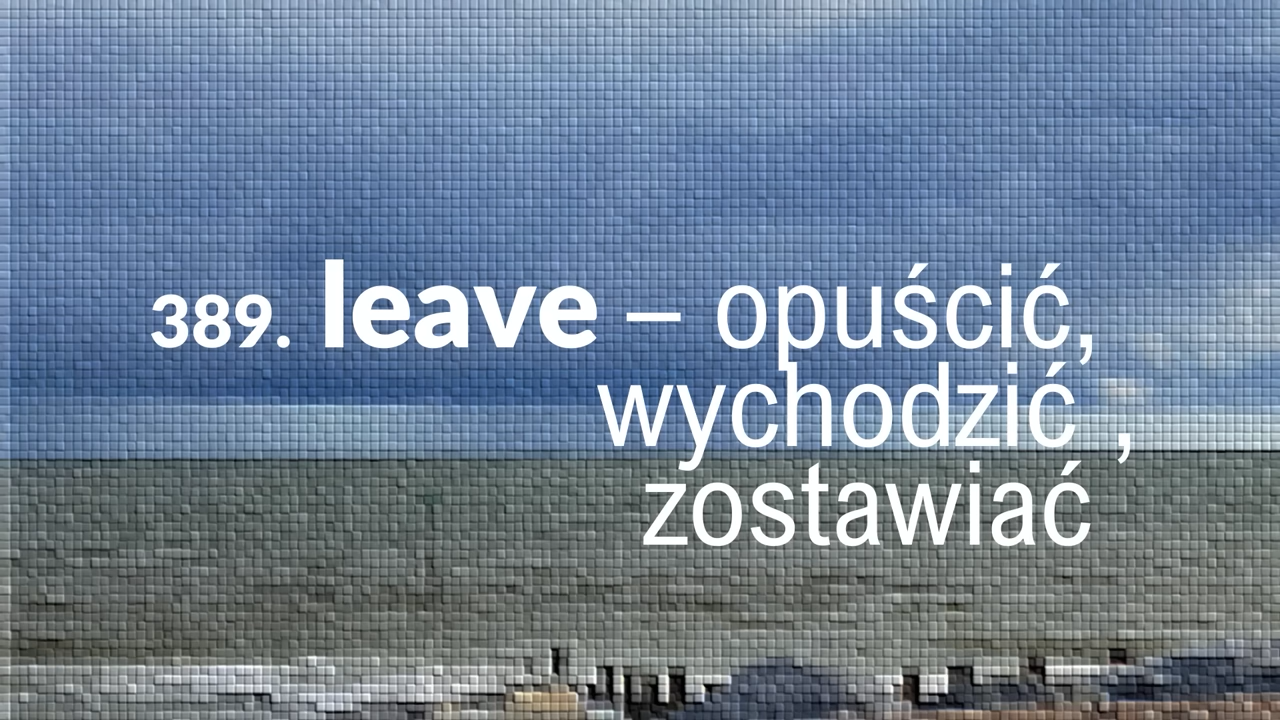 389. leave – opuścić,
wychodzić ,
zostawiać